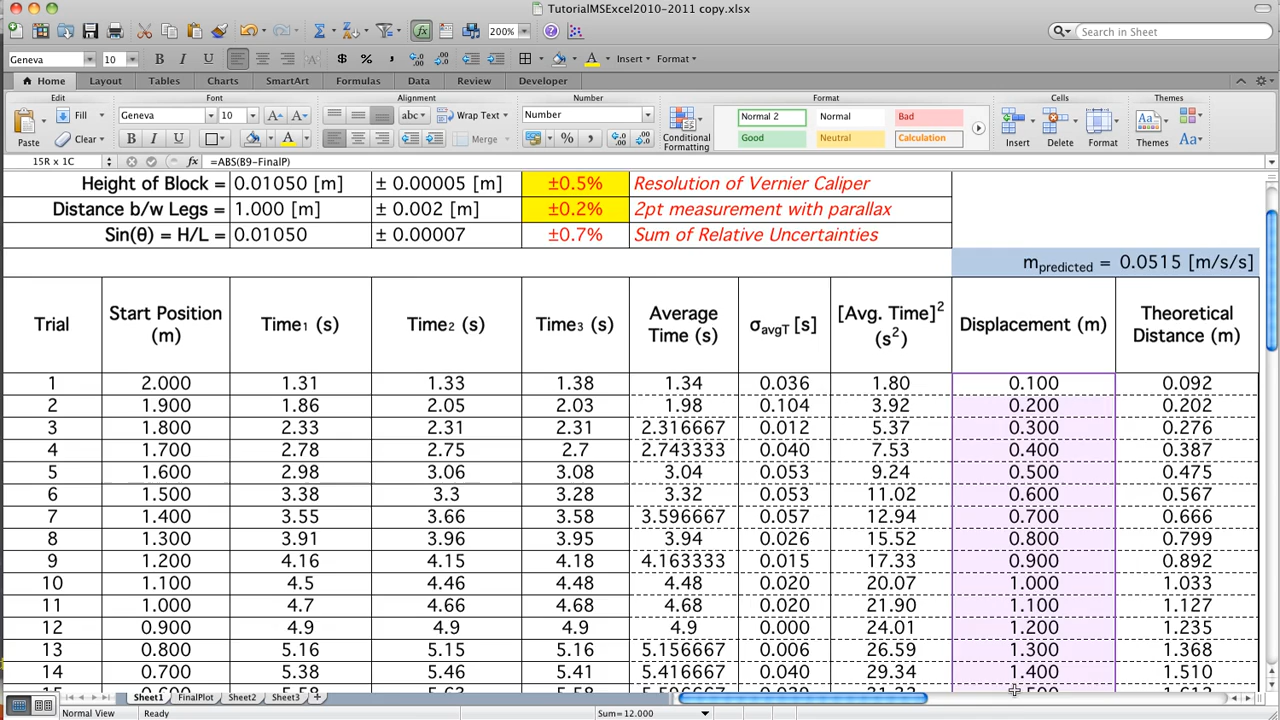 TutorialMSExcel2010-2011 copy.xlsx
200% Search in Sheet
Geneva 10 B I U $ % , Insert Format
Home Layout Tables Charts SmartArt Formulas Data Review Developer
Edit Font Alignment Number Format Cells Themes
Paste Fill Clear Geneva 10 A A abc Wrap Text Number Conditional Formatting Normal 2 Normal Bad Insert Delete Format Themes Aa
B I U A Merge % , Good Neutral Calculation
15R x 1C fx =ABS(B9-FinalP)
Height of Block = 0.01050 [m] ± 0.00005 [m] ±0.5% Resolution of Vernier Caliper
Distance b/w Legs = 1.000 [m] ± 0.002 [m] ±0.2% 2pt measurement with parallax
Sin(θ) = H/L 0.01050 ± 0.00007 ±0.7% Sum of Relative Uncertainties
mpredicted = 0.0515 [m/s/s]
Trial Start Position (m) Time1 (s) Time2 (s) Time3 (s) Average Time (s) σavgT [s] [Avg. Time]2 (s2) Displacement (m) Theoretical Distance (m)
1 2.000 1.31 1.33 1.38 1.34 0.036 1.80 0.100 0.092
2 1.900 1.86 2.05 2.03 1.98 0.104 3.92 0.200 0.202
3 1.800 2.33 2.31 2.31 2.316667 0.012 5.37 0.300 0.276
4 1.700 2.78 2.75 2.7 2.743333 0.040 7.53 0.400 0.387
5 1.600 2.98 3.06 3.08 3.04 0.053 9.24 0.500 0.475
6 1.500 3.38 3.3 3.28 3.32 0.053 11.02 0.600 0.567
7 1.400 3.55 3.66 3.58 3.596667 0.057 12.94 0.700 0.666
8 1.300 3.91 3.96 3.95 3.94 0.026 15.52 0.800 0.799
9 1.200 4.16 4.15 4.18 4.163333 0.015 17.33 0.900 0.892
10 1.100 4.5 4.46 4.48 4.48 0.020 20.07 1.000 1.033
11 1.000 4.7 4.66 4.68 4.68 0.020 21.90 1.100 1.127
12 0.900 4.9 4.9 4.9 4.9 0.000 24.01 1.200 1.235
13 0.800 5.16 5.15 5.16 5.156667 0.006 26.59 1.300 1.368
14 0.700 5.38 5.46 5.41 5.416667 0.040 29.34 1.400 1.510
Sheet1 FinalPlot Sheet2 Sheet3
Normal View Ready Sum=12.000